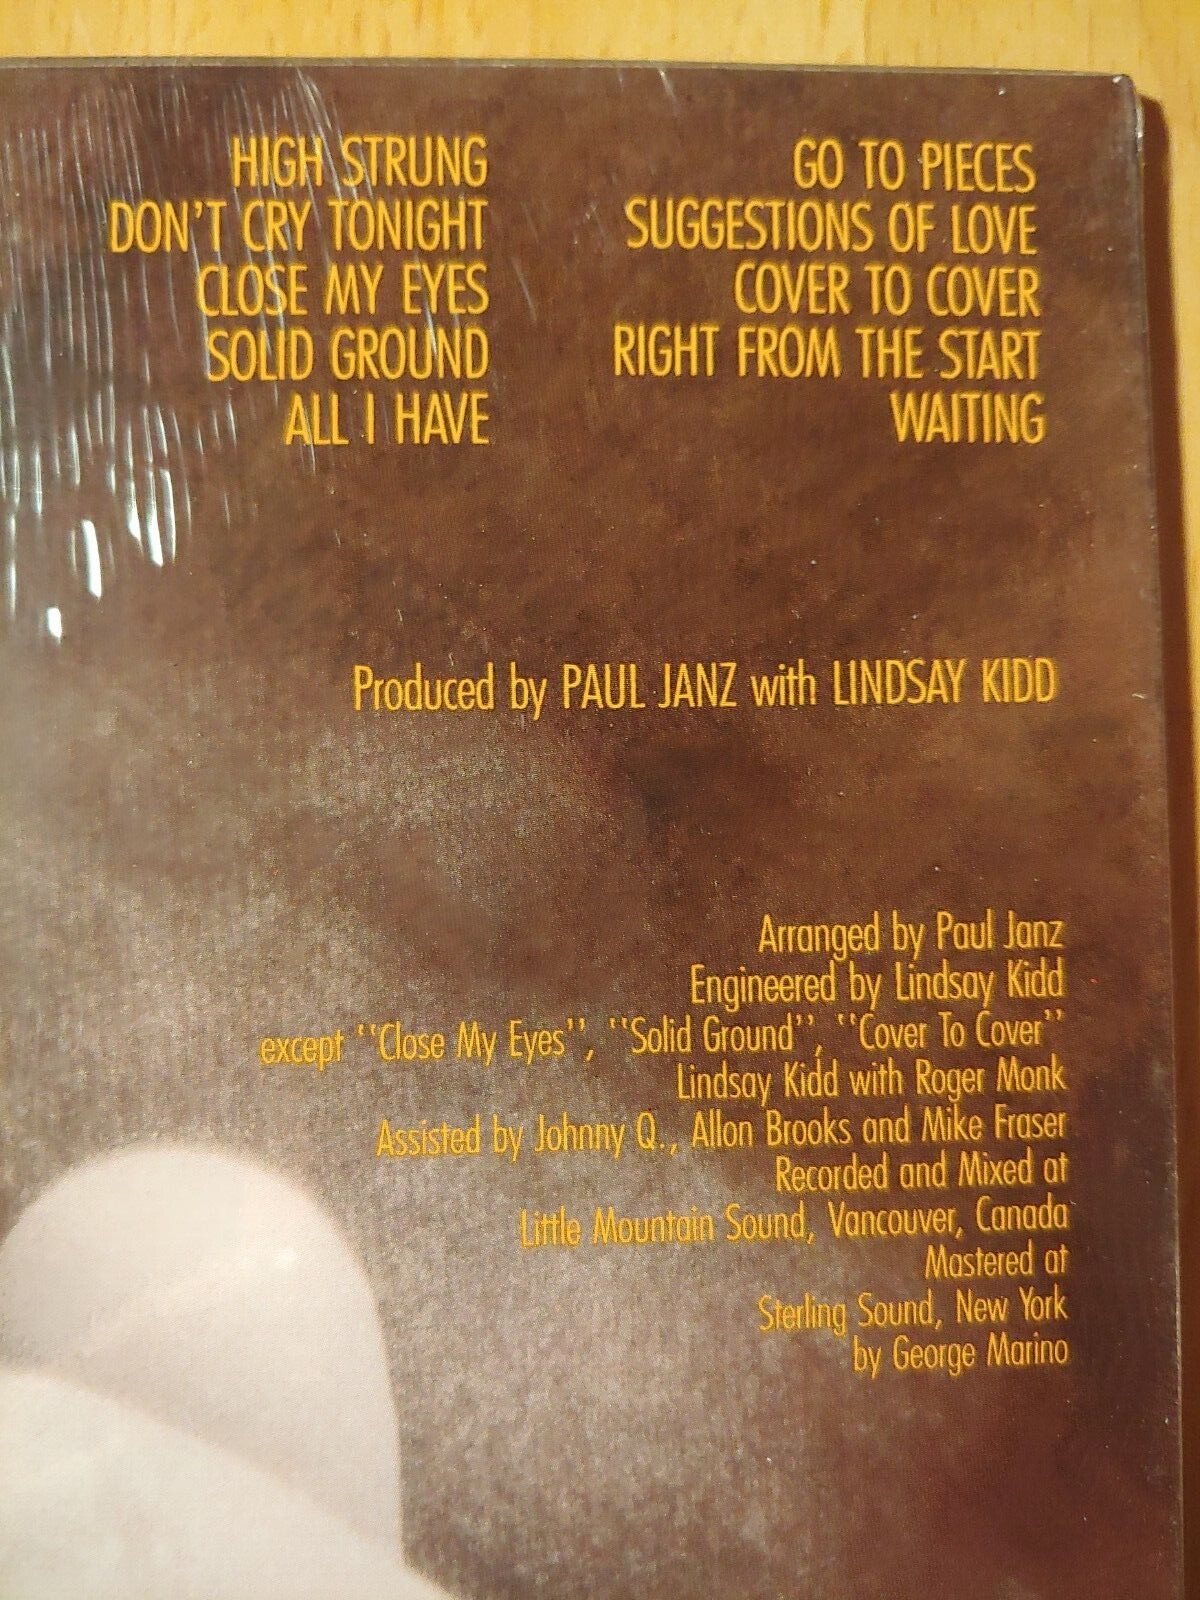 HIGH STRUNG
DON'T CRY TONIGHT
CLOSE MY EYES
SOLID GROUND
ALL I HAVE
GO TO PIECES
SUGGESTIONS OF LOVE
COVER TO COVER
RIGHT FROM THE START
WAITING
Produced by PAUL JANZ with LINDSAY KIDD
Arranged by Paul Janz
Engineered by Lindsay Kidd
except "Close My Eyes", "Solid Ground", "Cover To Cover"
Lindsay Kidd with Roger Monk
Assisted by Johnny Q., Allon Brooks and Mike Fraser
Recorded and Mixed at
Little Mountain Sound, Vancouver, Canada
Mastered at
Sterling Sound, New York
by George Marino